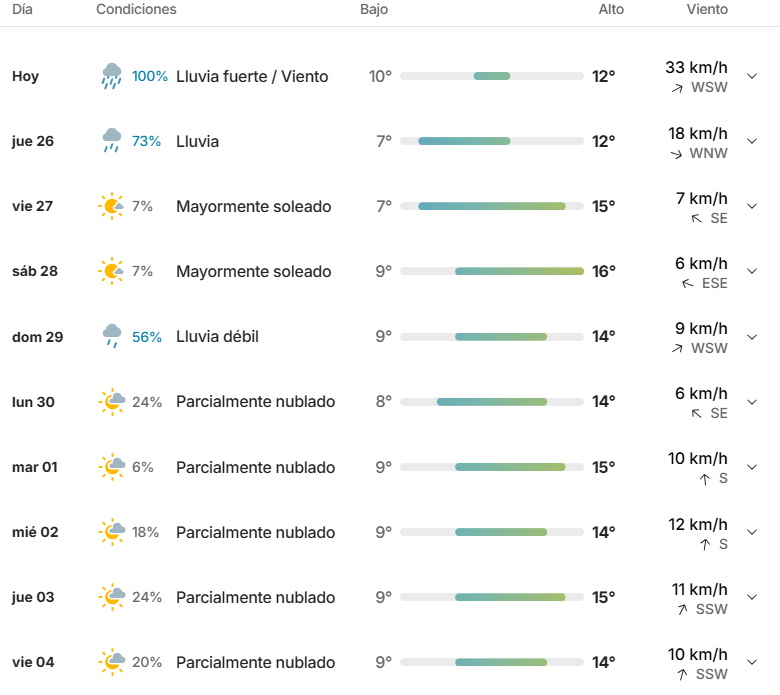 Día Condiciones Bajo Alto Viento
Hoy 100% Lluvia fuerte / Viento 10° 12° 33 km/h
WSW
jue 26 73% Lluvia 7° 12° 18 km/h
WNW
vie 27 7% Mayormente soleado 7° 15° 7 km/h
SE
sáb 28 7% Mayormente soleado 9° 16° 6 km/h
ESE
dom 29 56% Lluvia débil 9° 14° 9 km/h
WSW
lun 30 24% Parcialmente nublado 8° 14° 6 km/h
SE
mar 01 6% Parcialmente nublado 9° 15° 10 km/h
S
mié 02 18% Parcialmente nublado 9° 14° 12 km/h
S
jue 03 24% Parcialmente nublado 9° 15° 11 km/h
SSW
vie 04 20% Parcialmente nublado 9° 14° 10 km/h
SSW